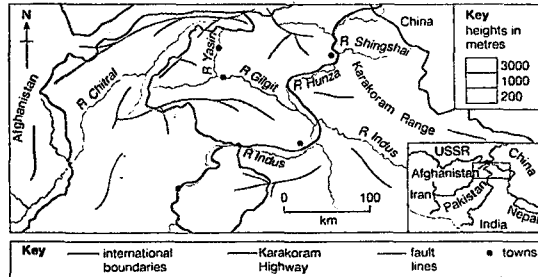 N
China
Key
heights in
metres
3000
1000
200
R Shingshai
R Yasin
R Chitral
R Gilgit
R Hunza
Karakoram Range
Afghanistan
R Indus
R Indus
0 100
km
USSR
China
Afghanistan
Iran
Pakistan
Nepal
India
Key
international
boundaries
Karakoram
Highway
fault
lines
towns